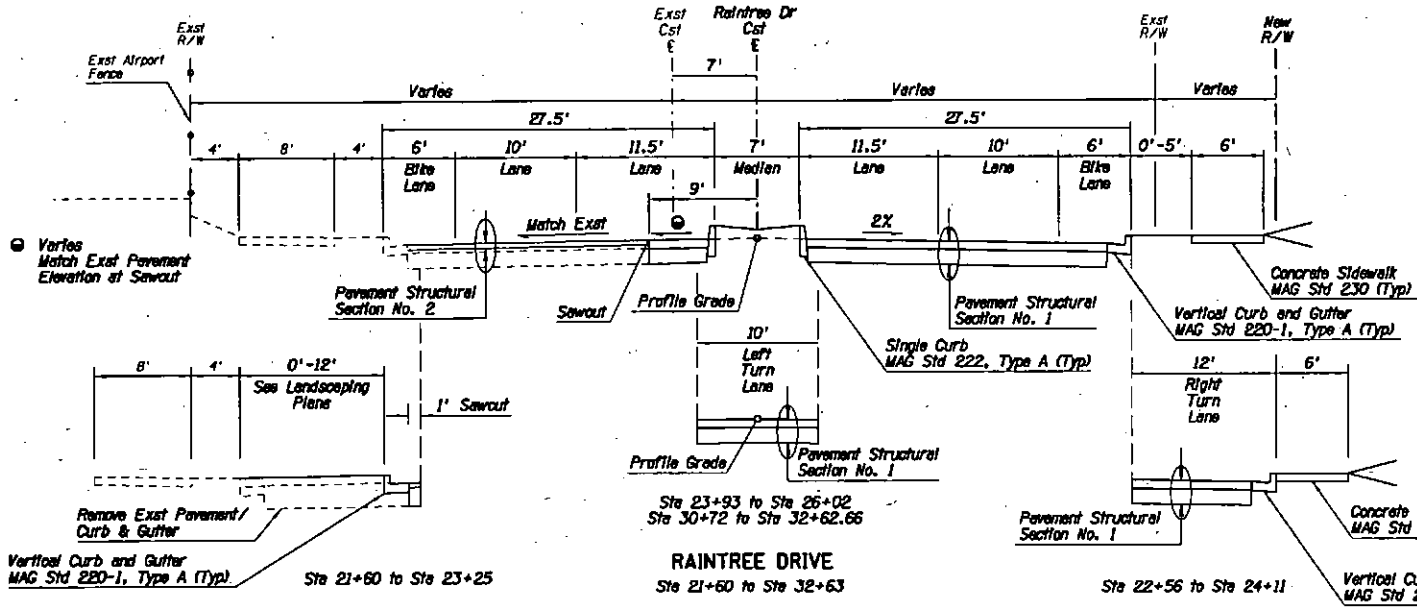 Exst
R/W
Exst
Cst
℄
Raintree Dr
Cst
℄
Exst
R/W
New
R/W
Exst Airport
Fence
7'
Varies
Varies
Varies
27.5'
27.5'
4'
8'
4'
6'
Bike
Lane
10'
Lane
11.5'
Lane
7'
Median
11.5'
Lane
10'
Lane
6'
Bike
Lane
0'-5'
6'
9'
Match Exst
2%
Varies
Match Exst Pavement
Elevation at Sawcut
Pavement Structural
Section No. 2
Sawcut
Profile Grade
Pavement Structural
Section No. 1
Concrete Sidewalk
MAG Std 230 (Typ)
Vertical Curb and Gutter
MAG Std 220-1, Type A (Typ)
Single Curb
MAG Std 222, Type A (Typ)
10'
Left
Turn
Lane
12'
Right
Turn
Lane
6'
8'
4'
0'-12'
See Landscaping
Plans
1' Sawcut
Profile Grade
Pavement Structural
Section No. 1
Remove Exst Pavement/
Curb & Gutter
Vertical Curb and Gutter
MAG Std 220-1, Type A (Typ)
Sta 21+60 to Sta 23+25
Sta 23+93 to Sta 26+02
Sta 30+72 to Sta 32+62.66
RAINTREE DRIVE
Sta 21+60 to Sta 32+63
Pavement Structural
Section No. 1
Sta 22+56 to Sta 24+11
Concrete
MAG Std
Vertical Cu
MAG Std 2